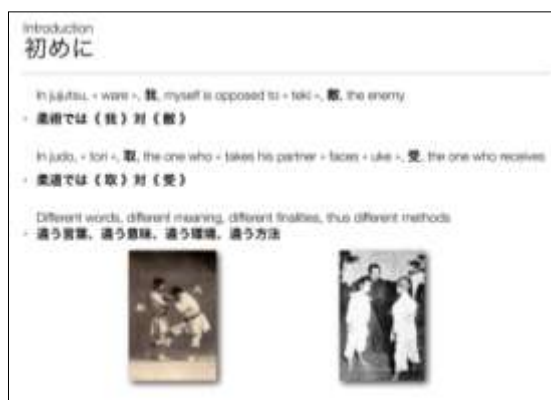 Introduction
初めに
In jujutsu, « ware », 我, myself is opposed to « teki », 敵, the enemy
- 柔術では《 我 》対《 敵 》
In judo, « tori », 取, the one who « takes his partner » faces « uke », 受, the one who receives
- 柔道では《 取 》対《 受 》
Different words, different meaning, different finalities, thus different methods
- 違う言葉、違う意味、違う環境、違う方法